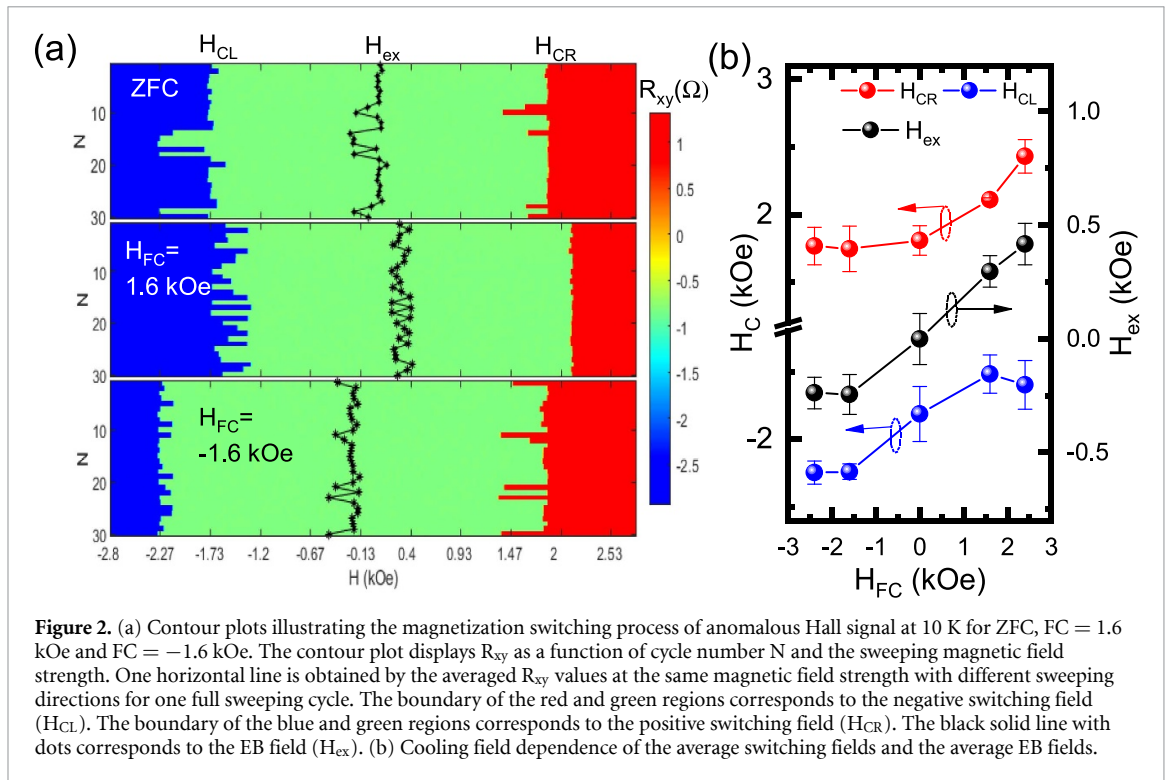 (a)
H_CL H_ex H_CR
ZFC
N
10
20
30
H_FC=
1.6 kOe
N
10
20
30
H_FC=
-1.6 kOe
N
10
20
30
-2.8 -2.27 -1.73 -1.2 -0.67 -0.13 0.4 0.93 1.47 2 2.53
H (kOe)
R_xy(Ω)
1
0.5
0
-0.5
-1
-1.5
-2
-2.5
(b)
H_CR H_CL
H_ex
3
2
-2
H_C (kOe)
1.0
0.5
0.0
-0.5
H_ex (kOe)
-3 -2 -1 0 1 2 3
H_FC (kOe)
Figure 2. (a) Contour plots illustrating the magnetization switching process of anomalous Hall signal at 10 K for ZFC, FC = 1.6
kOe and FC = −1.6 kOe. The contour plot displays R_xy as a function of cycle number N and the sweeping magnetic field
strength. One horizontal line is obtained by the averaged R_xy values at the same magnetic field strength with different sweeping
directions for one full sweeping cycle. The boundary of the red and green regions corresponds to the negative switching field
(H_CL). The boundary of the blue and green regions corresponds to the positive switching field (H_CR). The black solid line with
dots corresponds to the EB field (H_ex). (b) Cooling field dependence of the average switching fields and the average EB fields.